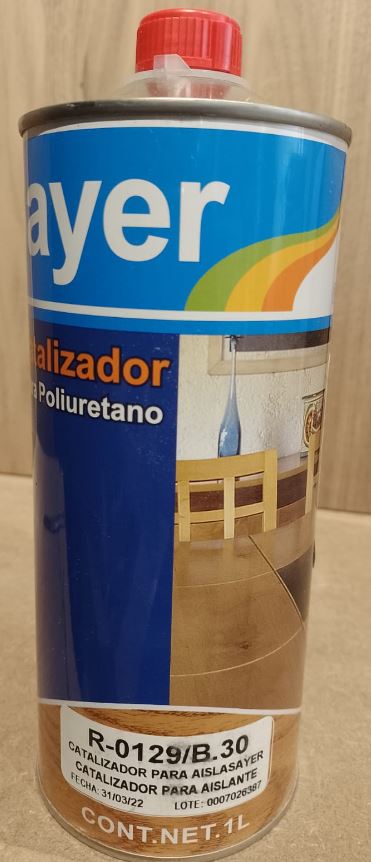 ayer
talizador
ra Poliuretano
R-0129/B.30
CATALIZADOR PARA AISLASAYER
CATALIZADOR PARA AISLANTE
FECHA: 31/03/22 LOTE: 0007026387
CONT.NET.1L